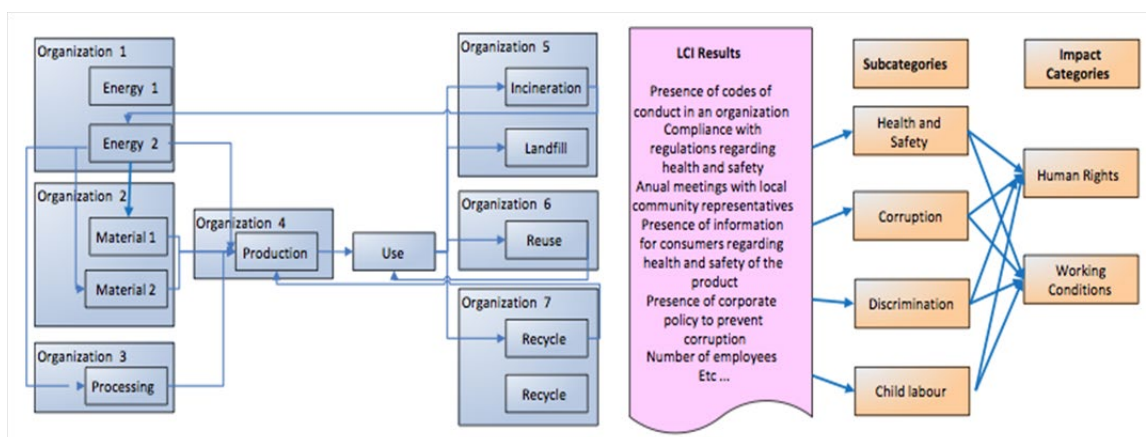 Organization 1
Energy 1
Energy 2
Organization 2
Material 1
Material 2
Organization 3
Processing
Organization 4
Production
Use
Organization 5
Incineration
Landfill
Organization 6
Reuse
Organization 7
Recycle
Recycle
LCI Results
Presence of codes of
conduct in an organization
Compliance with
regulations regarding
health and safety
Anual meetings with local
community representatives
Presence of information
for consumers regarding
health and safety of the
product
Presence of corporate
policy to prevent
corruption
Number of employees
Etc ...
Subcategories
Health and
Safety
Corruption
Discrimination
Child labour
Impact
Categories
Human Rights
Working
Conditions